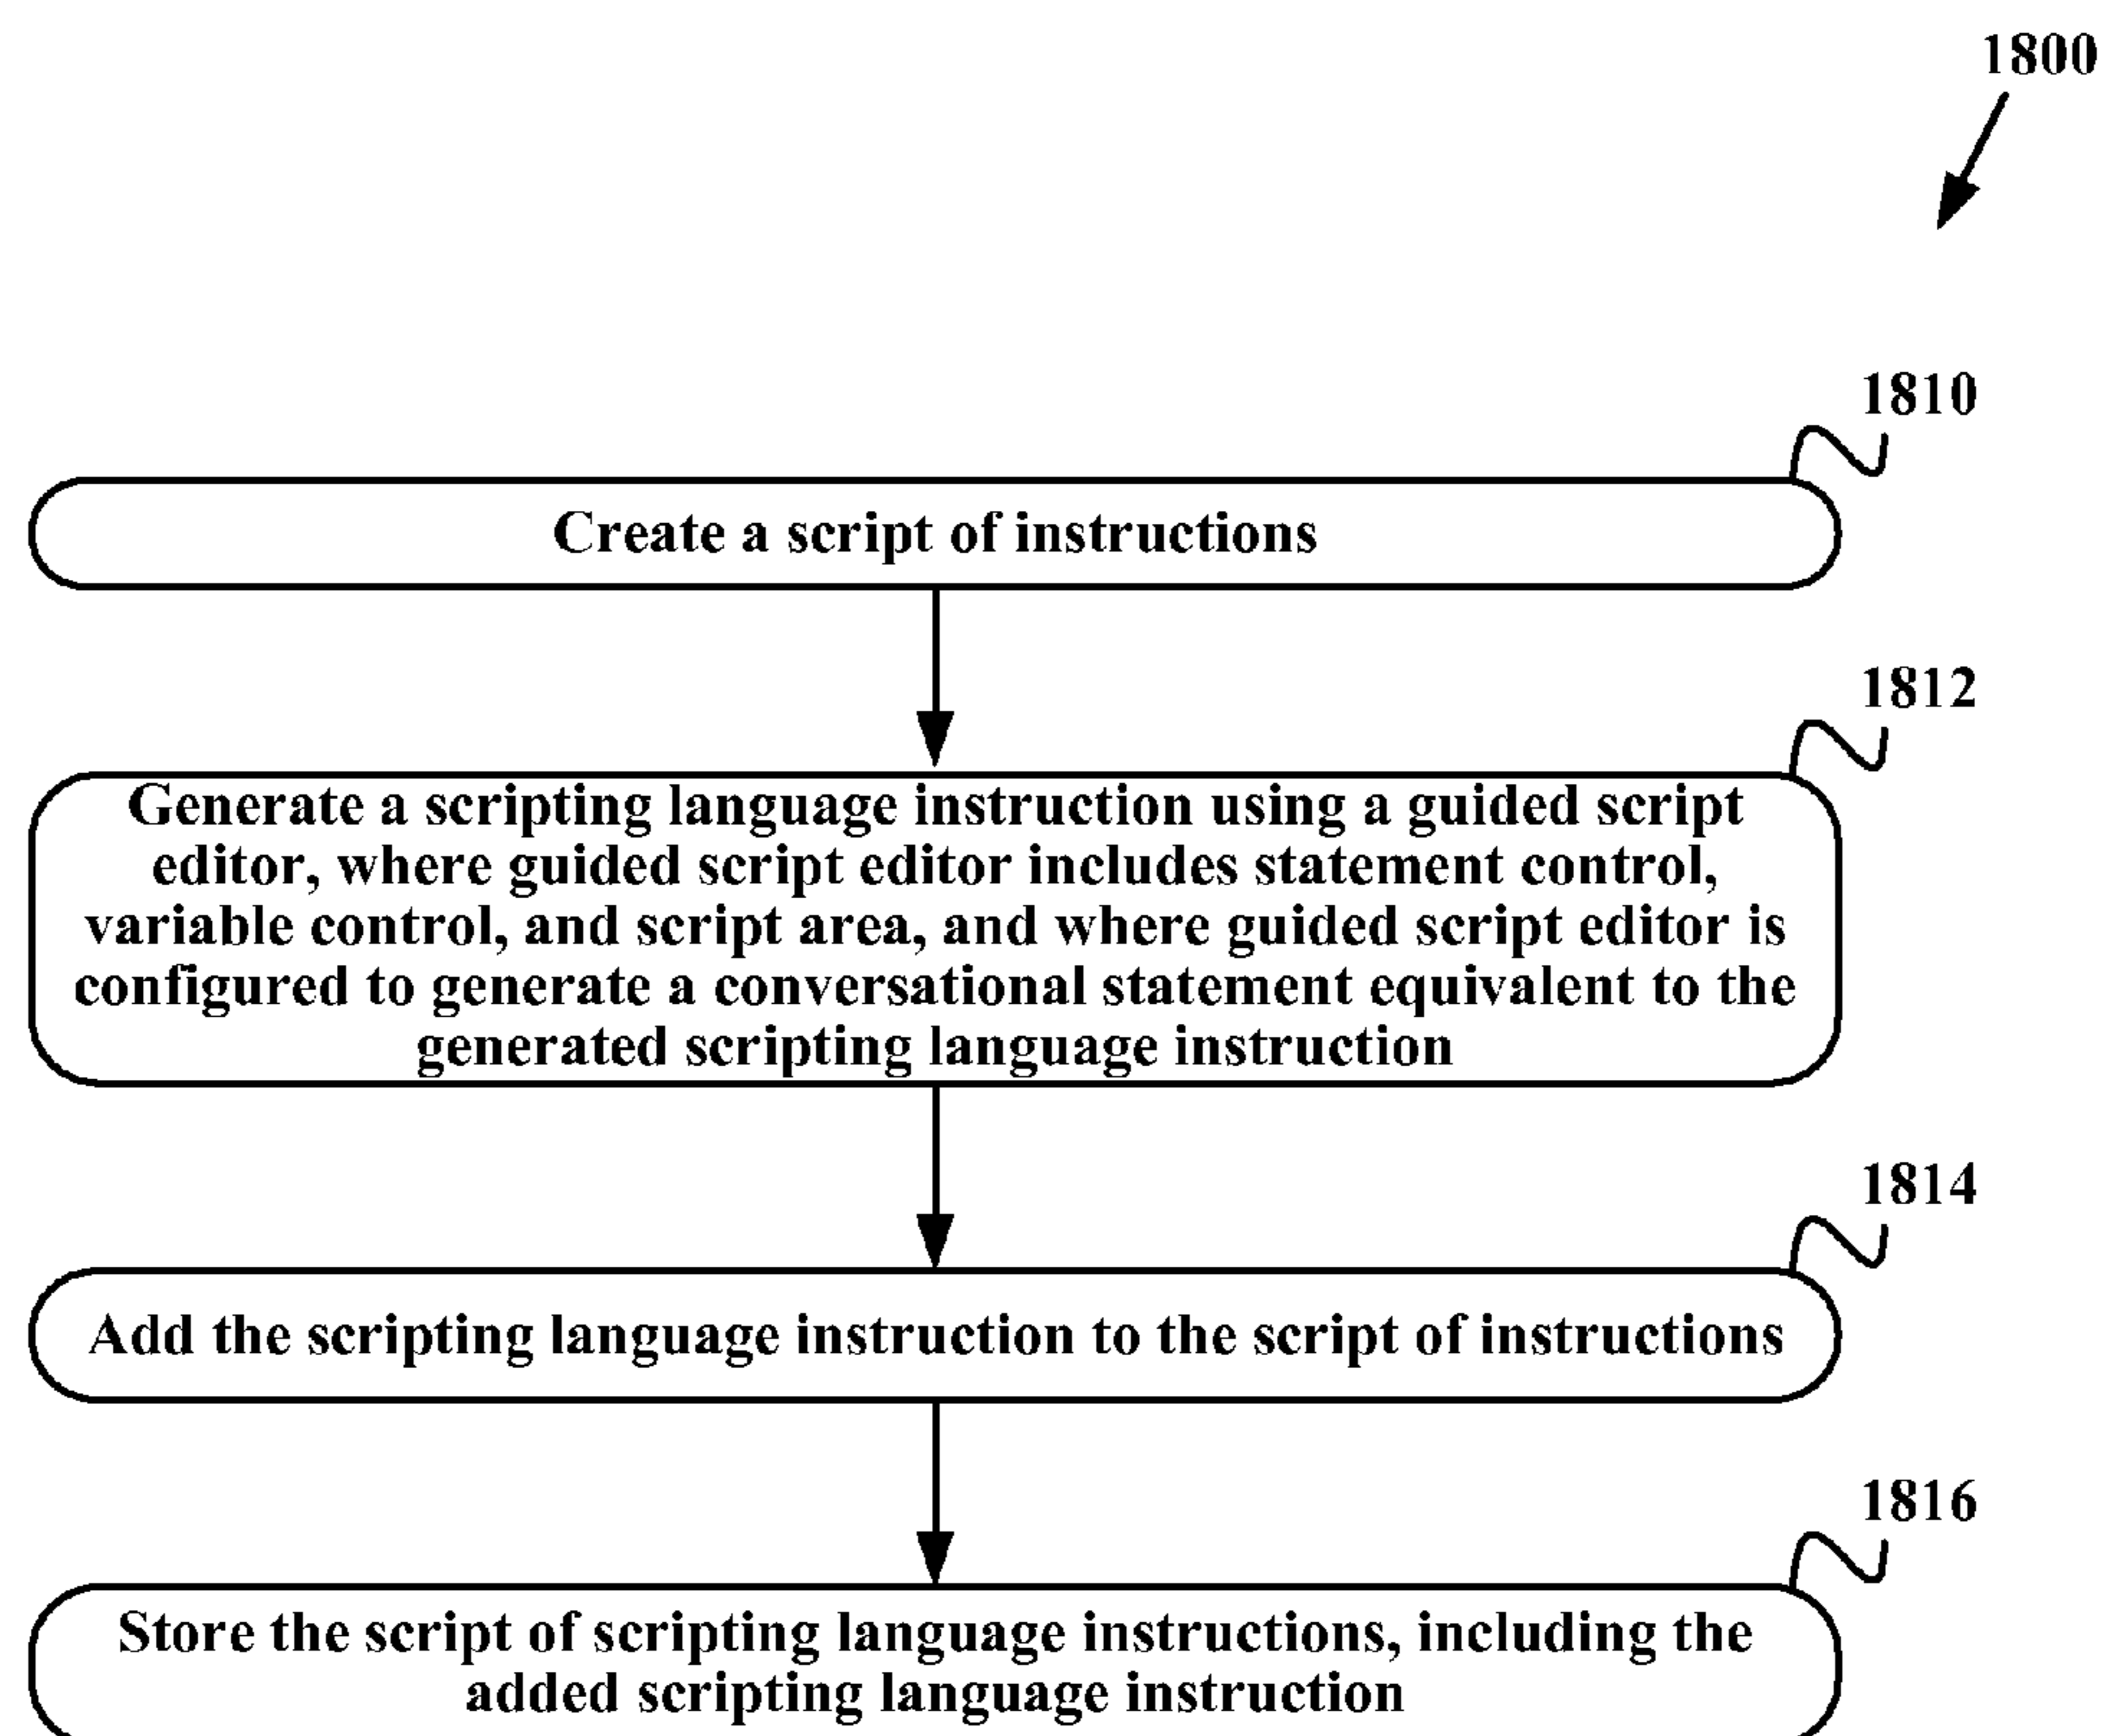 1800
1810
Create a script of instructions
1812
Generate a scripting language instruction using a guided script
editor, where guided script editor includes statement control,
variable control, and script area, and where guided script editor is
configured to generate a conversational statement equivalent to the
generated scripting language instruction
1814
Add the scripting language instruction to the script of instructions
1816
Store the script of scripting language instructions, including the
added scripting language instruction